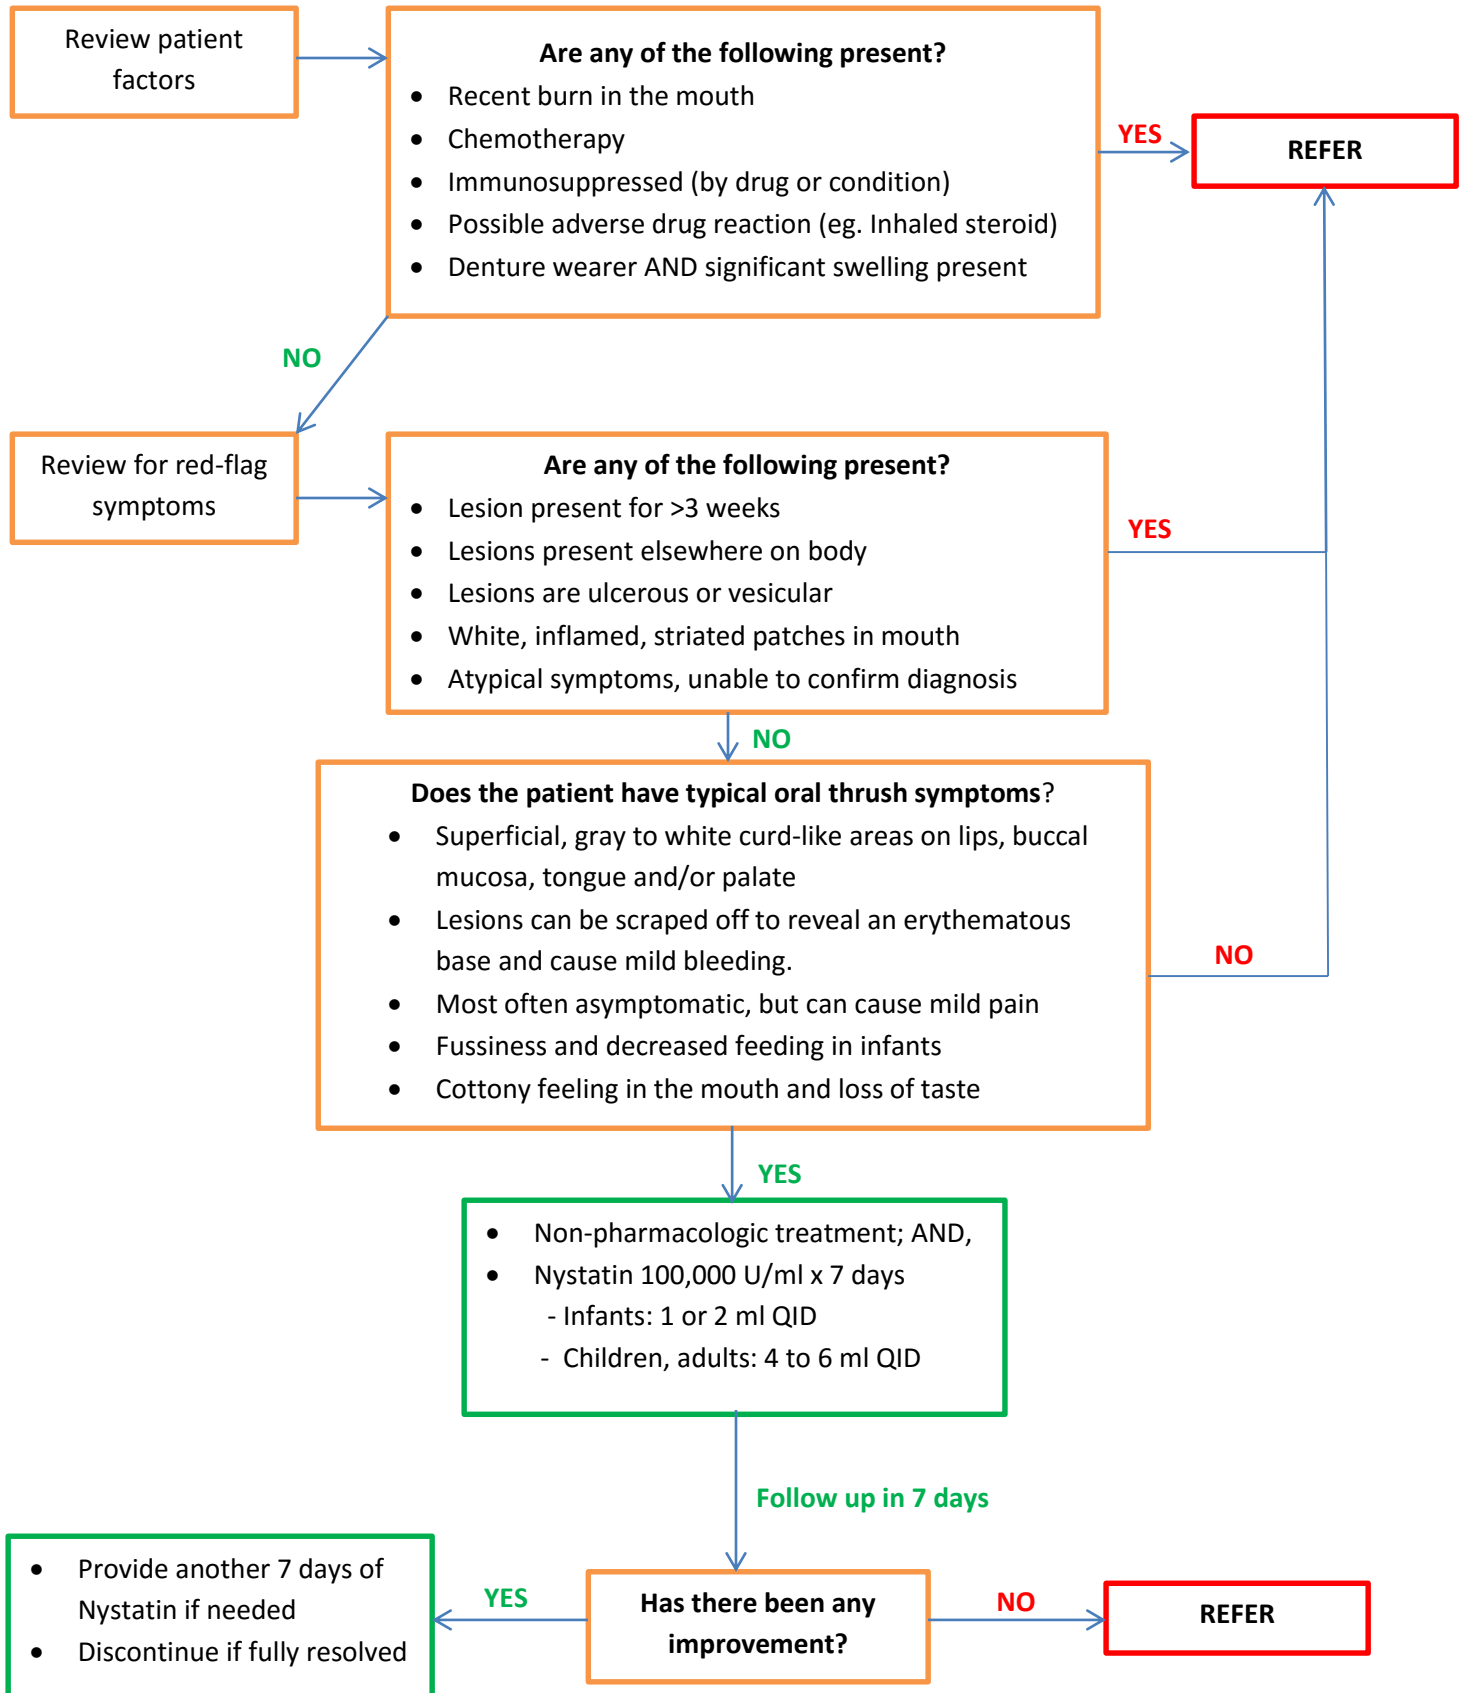 Review patient
factors
Are any of the following present?
• Recent burn in the mouth
• Chemotherapy
• Immunosuppressed (by drug or condition)
• Possible adverse drug reaction (eg. Inhaled steroid)
• Denture wearer AND significant swelling present
YES
REFER
NO
Review for red-flag
symptoms
Are any of the following present?
• Lesion present for >3 weeks
• Lesions present elsewhere on body
• Lesions are ulcerous or vesicular
• White, inflamed, striated patches in mouth
• Atypical symptoms, unable to confirm diagnosis
YES
NO
Does the patient have typical oral thrush symptoms?
• Superficial, gray to white curd-like areas on lips, buccal
mucosa, tongue and/or palate
• Lesions can be scraped off to reveal an erythematous
base and cause mild bleeding.
• Most often asymptomatic, but can cause mild pain
• Fussiness and decreased feeding in infants
• Cottony feeling in the mouth and loss of taste
NO
YES
• Non-pharmacologic treatment; AND,
• Nystatin 100,000 U/ml x 7 days
- Infants: 1 or 2 ml QID
- Children, adults: 4 to 6 ml QID
Follow up in 7 days
Has there been any
improvement?
YES
• Provide another 7 days of
Nystatin if needed
• Discontinue if fully resolved
NO
REFER